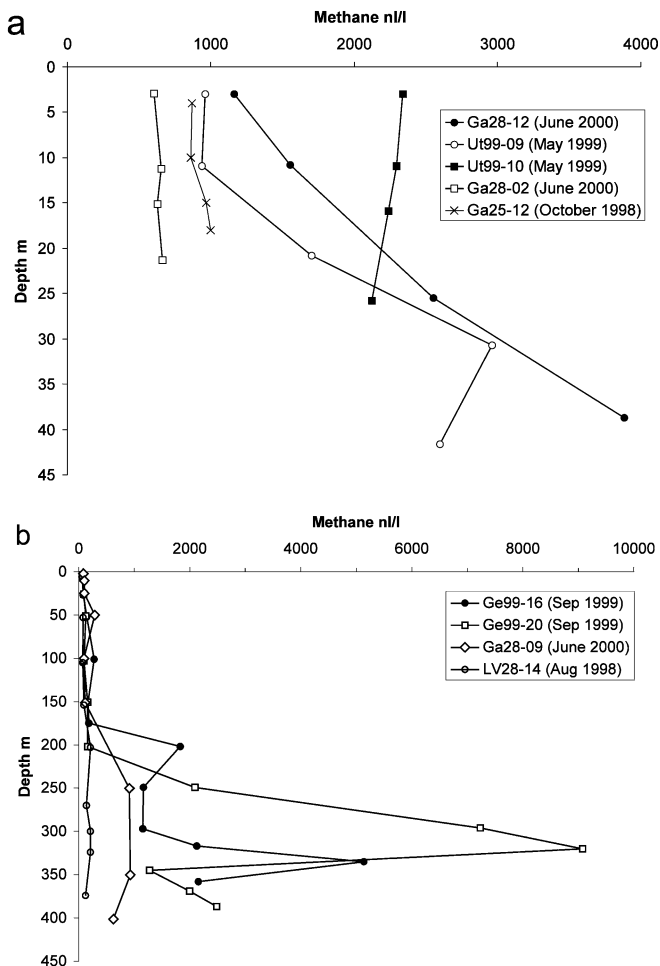 a
Methane nl/l
0 1000 2000 3000 4000
0
5
10
15
20
25
30
35
40
45
Depth m
Ga28-12 (June 2000)
Ut99-09 (May 1999)
Ut99-10 (May 1999)
Ga28-02 (June 2000)
Ga25-12 (October 1998)
b
Methane nl/l
0 2000 4000 6000 8000 10000
0
50
100
150
200
250
300
350
400
450
Depth m
Ge99-16 (Sep 1999)
Ge99-20 (Sep 1999)
Ga28-09 (June 2000)
LV28-14 (Aug 1998)